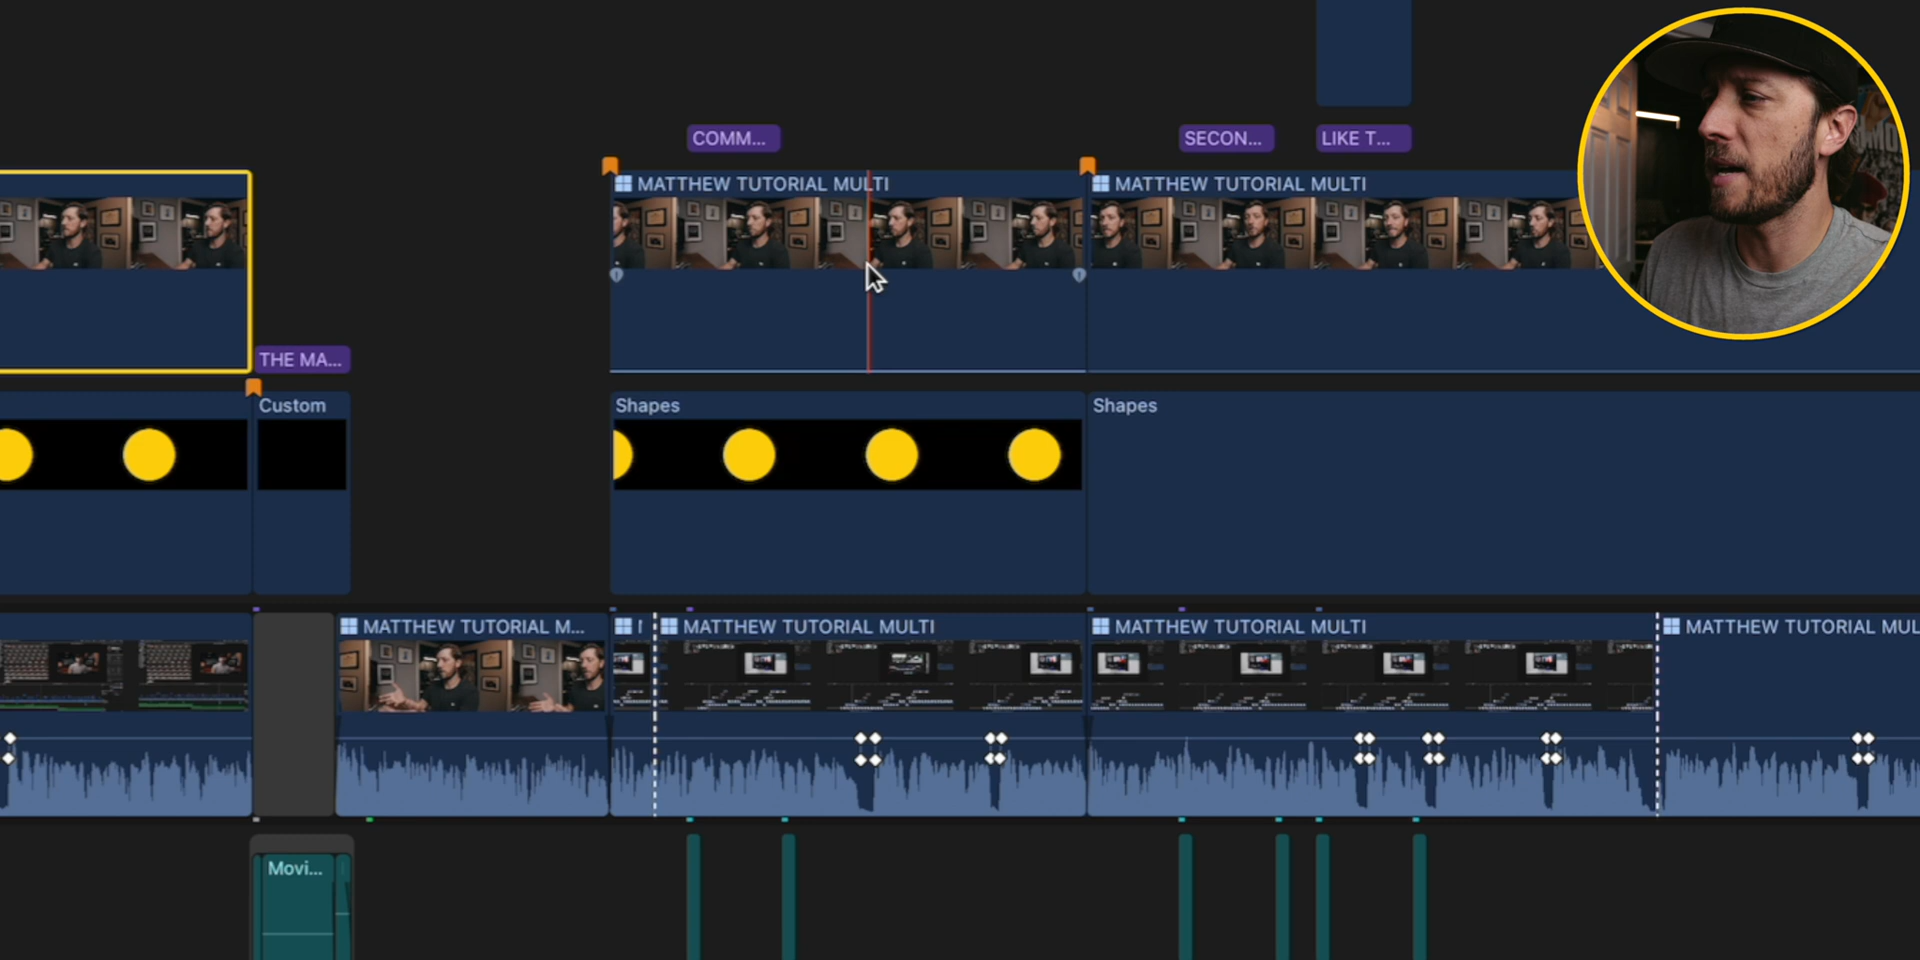 COMM...
SECON...
LIKE T...
MATTHEW TUTORIAL MULTI
MATTHEW TUTORIAL MULTI
THE MA...
Custom
Shapes
Shapes
MATTHEW TUTORIAL M...
MATTHEW TUTORIAL MULTI
MATTHEW TUTORIAL MULTI
MATTHEW TUTORIAL MUL
Movi...